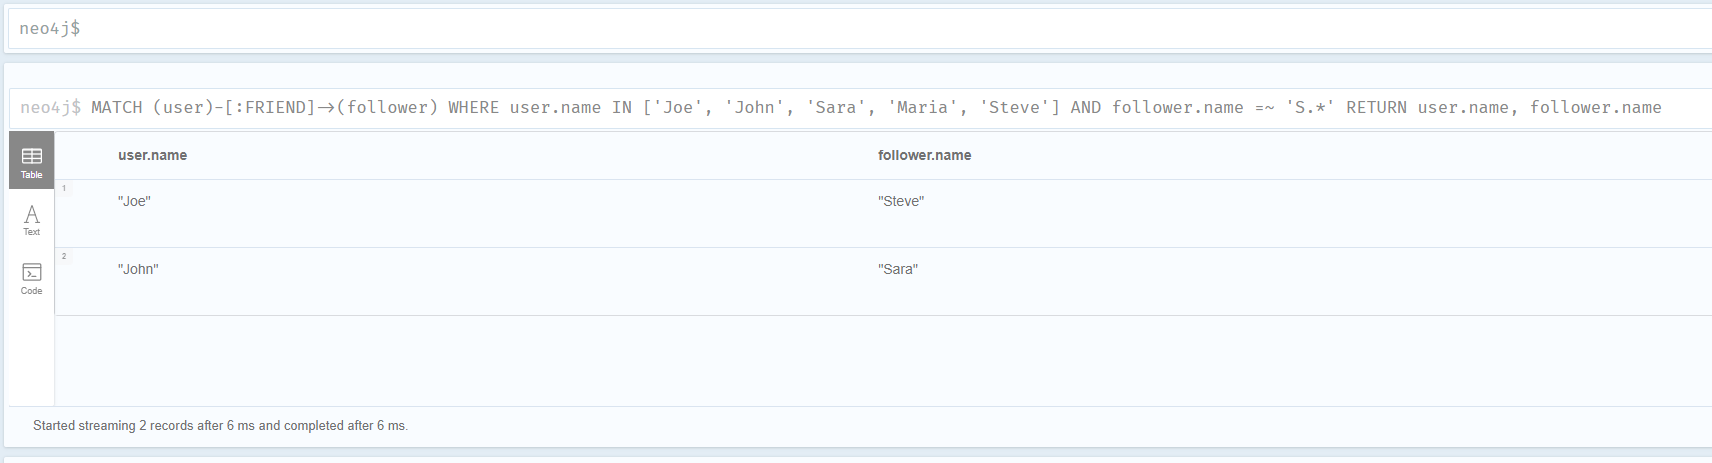 neo4j$
neo4j$ MATCH (user)-[:FRIEND]→(follower) WHERE user.name IN ['Joe', 'John', 'Sara', 'Maria', 'Steve'] AND follower.name =~ 'S.*' RETURN user.name, follower.name
Table
user.name follower.name
1
"Joe" "Steve"
A
Text
2
"John" "Sara"
Code
Started streaming 2 records after 6 ms and completed after 6 ms.